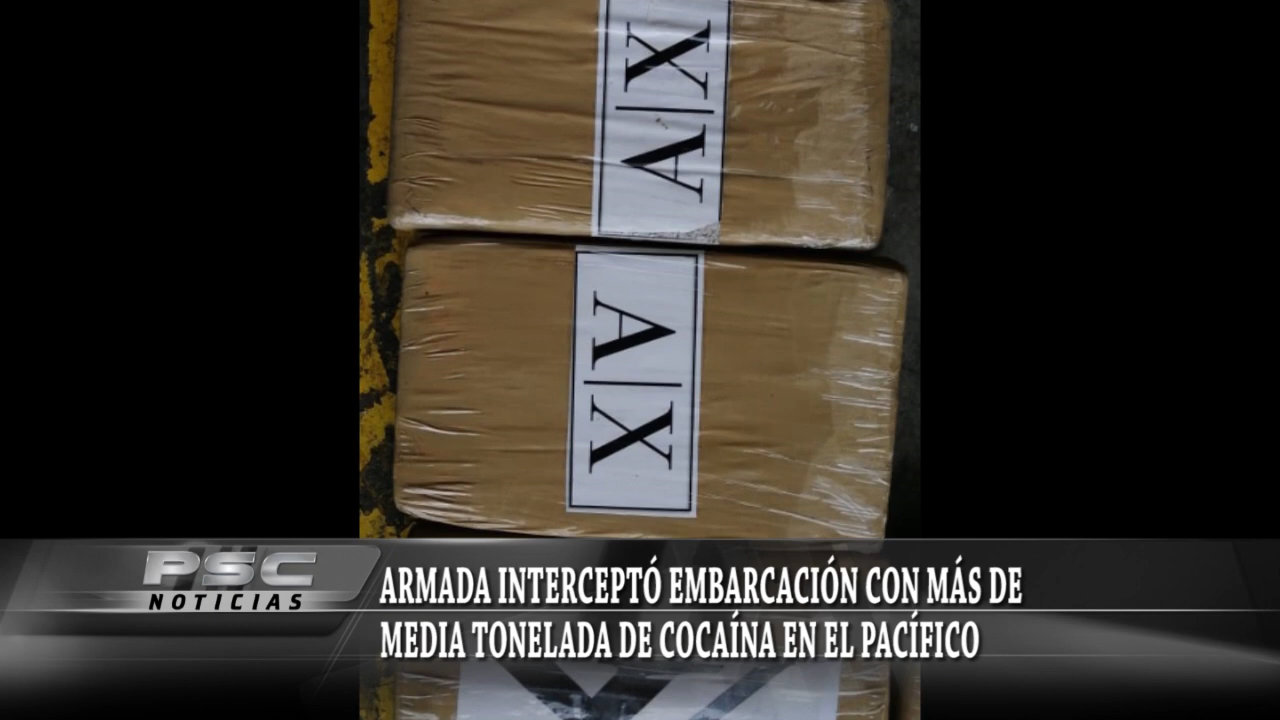 A|X
A|X
PSC
NOTICIAS
ARMADA INTERCEPTÓ EMBARCACIÓN CON MÁS DE
MEDIA TONELADA DE COCAÍNA EN EL PACÍFICO